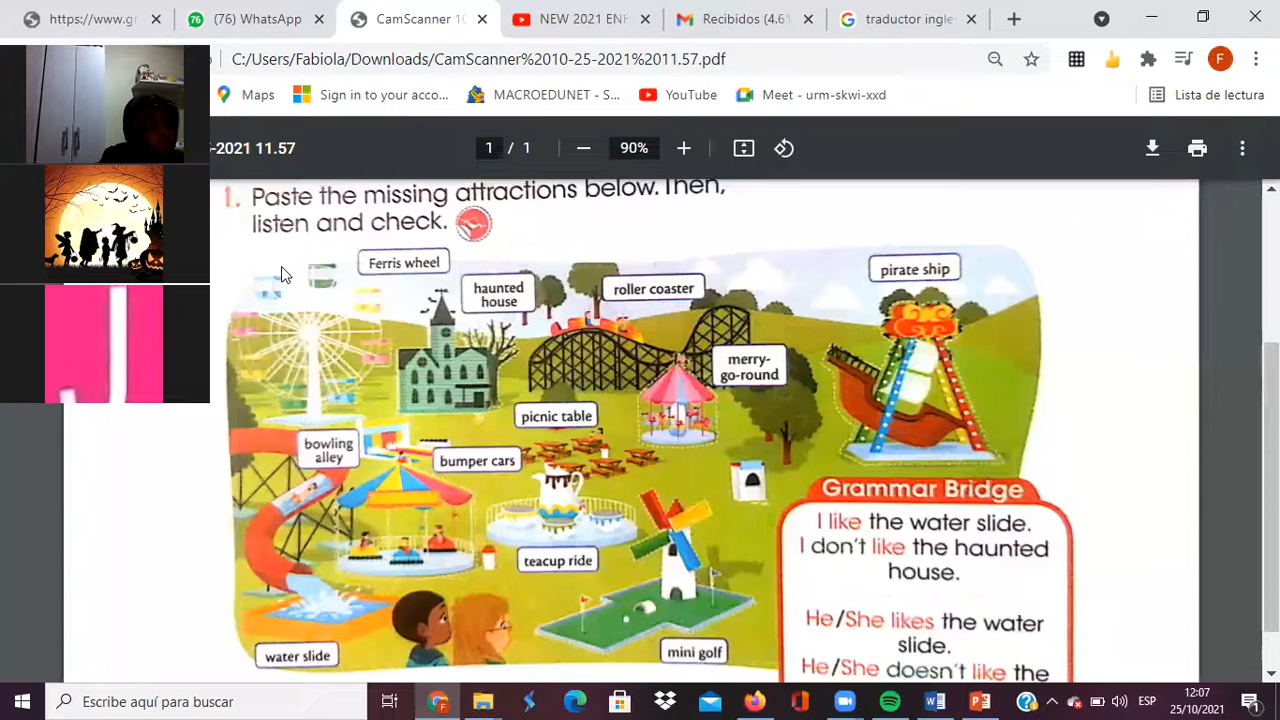 https://www.gr
(76) WhatsApp
CamScanner 10
NEW 2021 ENH
Recibidos (4.61
traductor ingle
76
C:/Users/Fabiola/Downloads/CamScanner%2010-25-2021%2011.57.pdf
F
Maps
Sign in to your acco...
MACROEDUNET - S...
YouTube
Meet - urm-skwi-xxd
Lista de lectura
-2021 11.57
1 / 1
90%
1. Paste the missing attractions below. Then,
listen and check.
Ferris wheel
haunted
house
roller coaster
pirate ship
merry-
go-round
picnic table
bowling
alley
bumper cars
teacup ride
water slide
mini golf
Grammar Bridge
I like the water slide.
I don't like the haunted
house.
He/She likes the water
slide.
He/She doesn't like the
Escribe aquí para buscar
ESP
12:07
25/10/2021
1